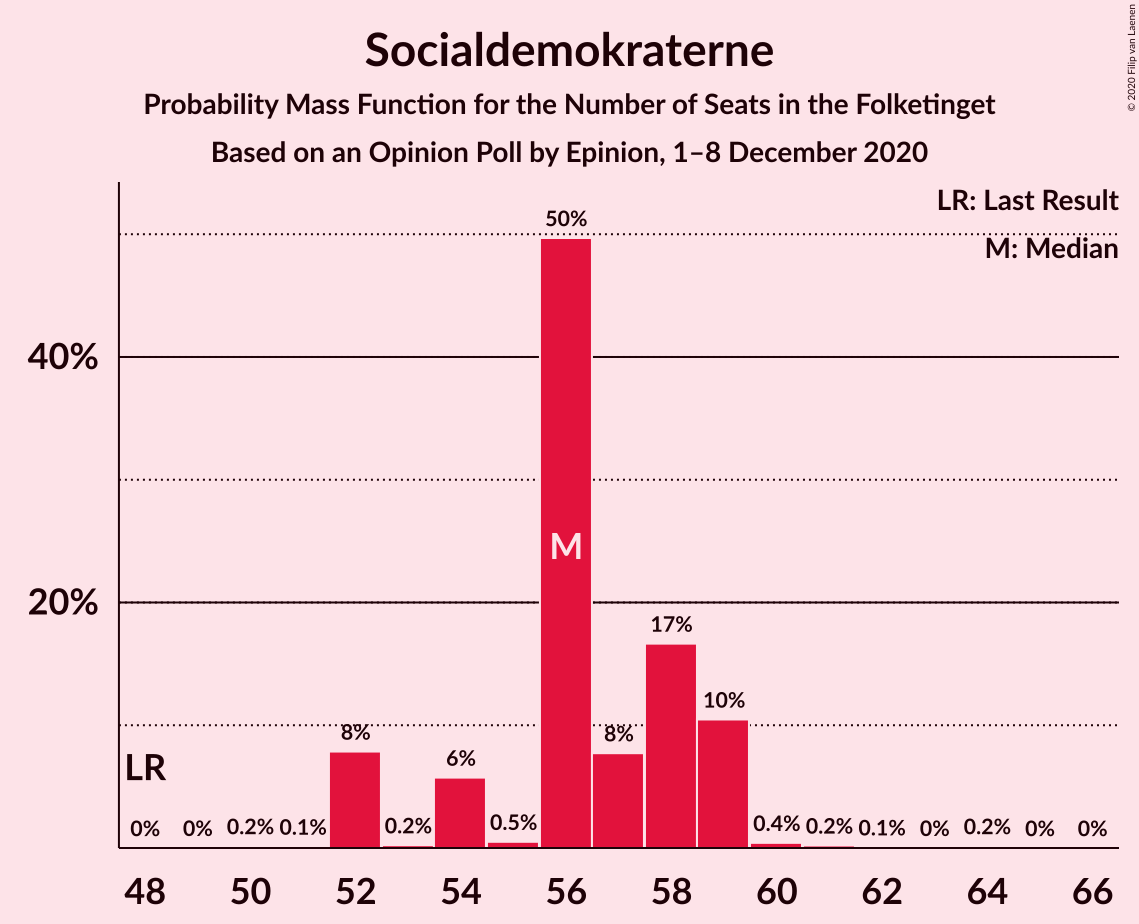 Socialdemokraterne
Probability Mass Function for the Number of Seats in the Folketinget
Based on an Opinion Poll by Epinion, 1–8 December 2020
© 2020 Filip van Laenen
LR: Last Result
M: Median
50%
40%
M
20%
17%
10%
8%
8%
6%
LR
0% 0% 0.2% 0.1% 0.2% 0.5% 0.4% 0.2% 0.1% 0% 0.2% 0% 0%
48 50 52 54 56 58 60 62 64 66